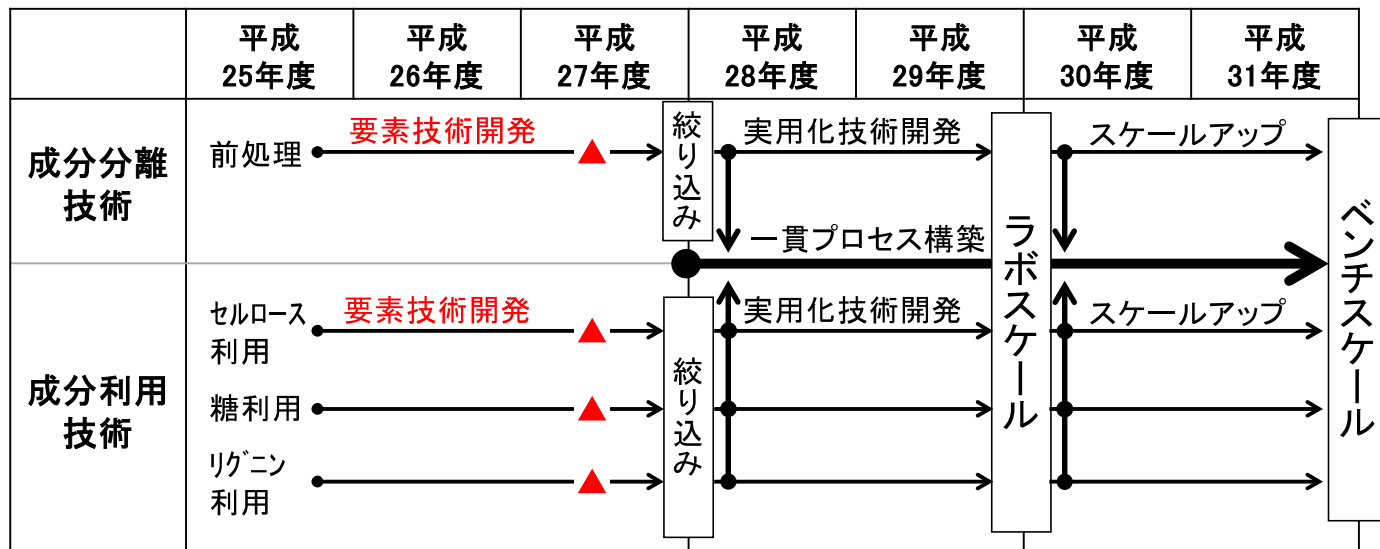 平成
25年度
平成
26年度
平成
27年度
平成
28年度
平成
29年度
平成
30年度
平成
31年度
成分分離
技術
前処理
要素技術開発
絞り込み
実用化技術開発
ラボスケール
スケールアップ
ベンチスケール
一貫プロセス構築
成分利用
技術
セルロース
利用
要素技術開発
絞り込み
実用化技術開発
スケールアップ
糖利用
リグニン
利用